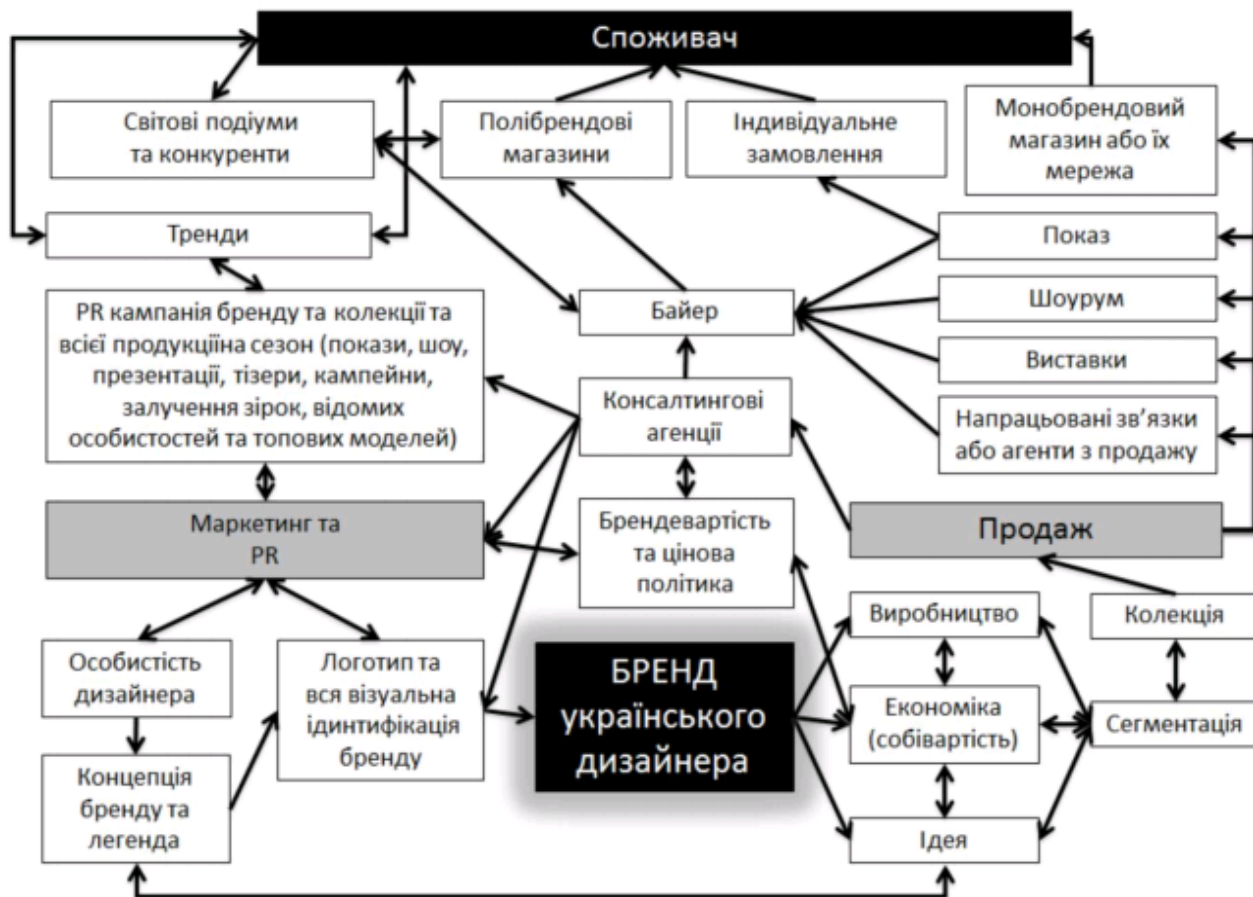 Споживач
Світові подіуми
та конкуренти
Полібрендові
магазини
Індивідуальне
замовлення
Монобрендовий
магазин або їх
мережа
Тренди
Показ
PR кампанія бренду та колекції та
всієї продукціїна сезон (покази, шоу,
презентації, тізери, кампейни,
залучення зірок, відомих
особистостей та топових моделей)
Байер
Шоурум
Виставки
Консалтингові
агенції
Напрацьовані зв’язки
або агенти з продажу
Маркетинг та
PR
Брендевартість
та цінова
політика
Продаж
Виробництво
Колекція
Особистість
дизайнера
Логотип та
вся візуальна
ідинтифікація
бренду
БРЕНД
українського
дизайнера
Економіка
(собівартість)
Сегментація
Концепція
бренду та
легенда
Ідея